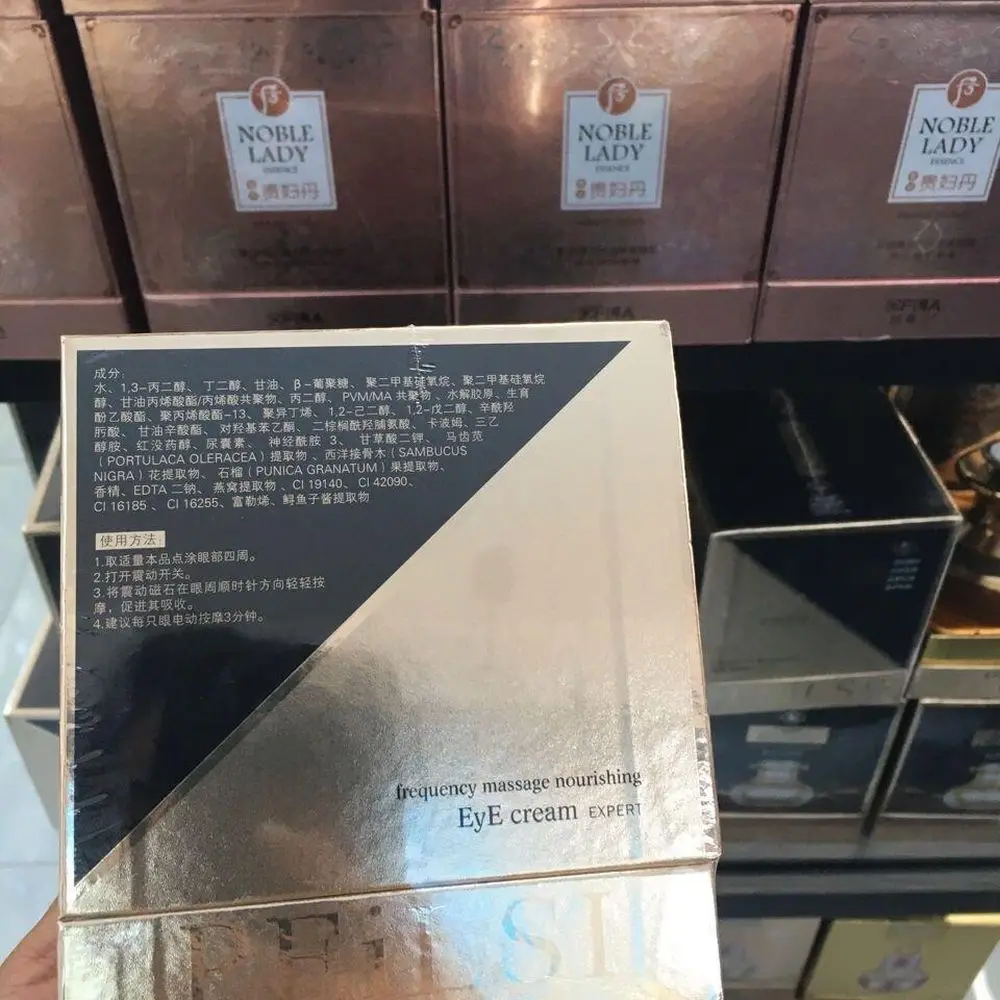 NOBLE
LADY
ESSENCE
贵妇丹
NOBLE
LADY
ESSENCE
贵妇丹
NOBLE
LADY
ESSENCE
贵妇丹
成分:
水、1,3-丙二醇、丁二醇、甘油、β-葡聚糖、聚二甲基硅氧烷、聚二甲基硅氧烷
醇、甘油丙烯酸酯/丙烯酸共聚物、丙二醇、PVM/MA 共聚物、水解胶原、生育
酚乙酸酯、聚丙烯酸酯-13、聚异丁烯、1,2-己二醇、1,2-戊二醇、辛酰羟
肟酸、甘油辛酸酯、对羟基苯乙酮、二棕榈酰羟脯氨酸、卡波姆、三乙
醇胺、红没药醇、尿囊素、神经酰胺 3、甘草酸二钾、马齿苋
(PORTULACA OLERACEA)提取物、西洋接骨木(SAMBUCUS
NIGRA)花提取物、石榴(PUNICA GRANATUM)果提取物、
香精、EDTA 二钠、燕窝提取物、CI 19140、CI 42090、
CI 16185、CI 16255、富勒烯、鲟鱼子酱提取物
使用方法:
1.取适量本品点涂眼部四周。
2.打开震动开关。
3.将震动磁石在眼周顺时针方向轻轻按
摩，促进其吸收。
4.建议每只眼电动按摩3分钟。
frequency massage nourishing
EyE cream EXPERT